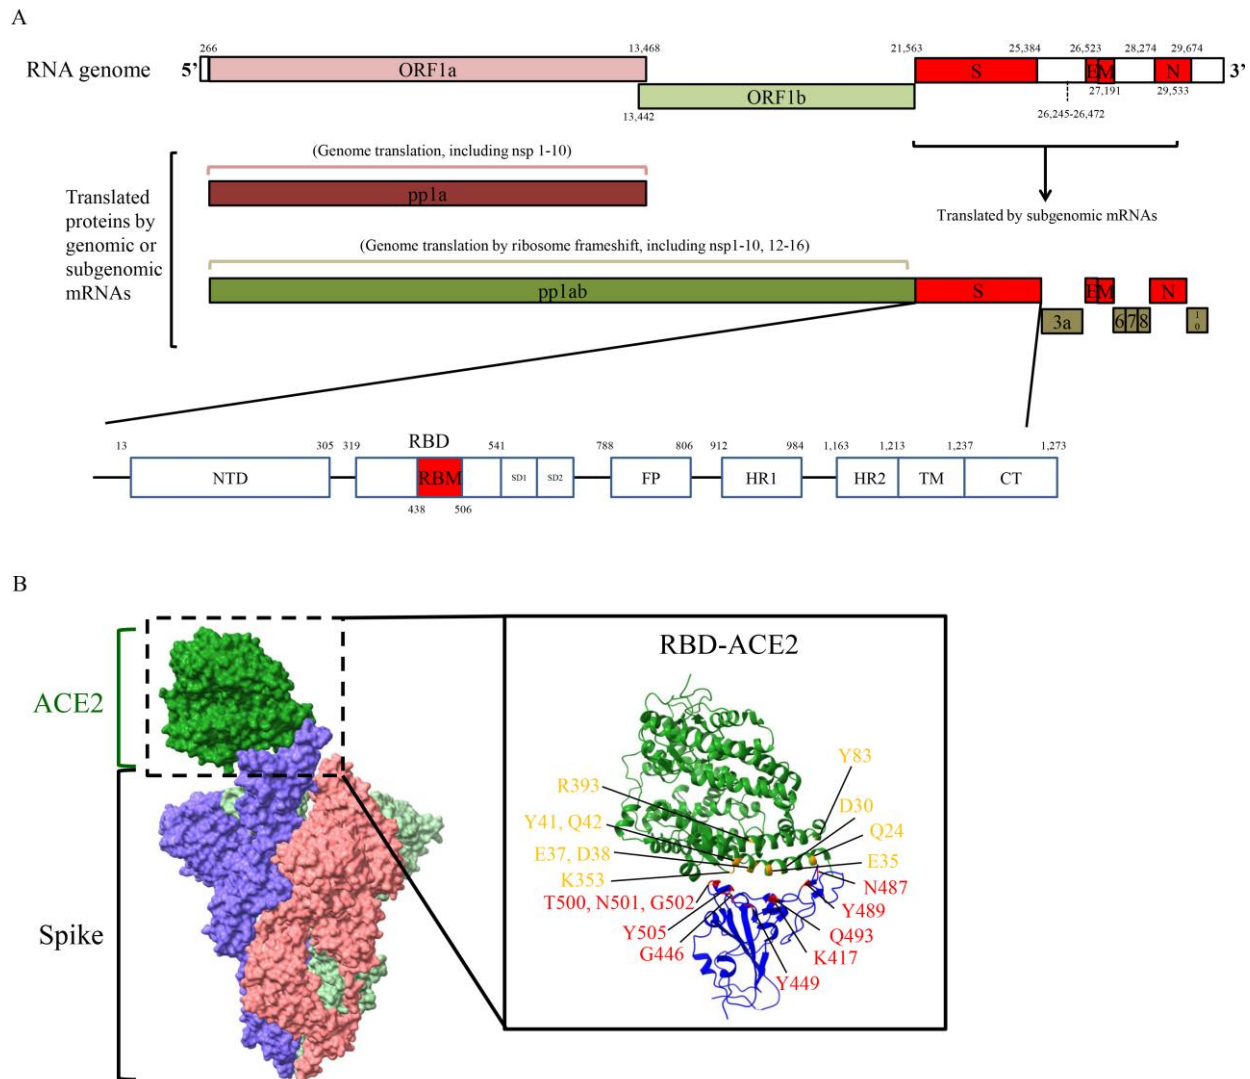 A
266
13,468
21,563
25,384
26,523
28,274
29,674
RNA genome
5’
ORF1a
S
E
M
N
3’
ORF1b
27,191
29,533
13,442
26,245-26,472
(Genome translation, including nsp 1-10)
pp1a
Translated
proteins by
genomic or
subgenomic
mRNAs
Translated by subgenomic mRNAs
(Genome translation by ribosome frameshift, including nsp1-10, 12-16)
pp1ab
S
E
M
N
3a
6
7
8
10
RBD
13
305
319
541
788
806
912
984
1,163
1,213
1,237
1,273
NTD
RBM
SD1
SD2
FP
HR1
HR2
TM
CT
438
506
B
ACE2
Spike
RBD-ACE2
Y83
R393
D30
Y41, Q42
Q24
E37, D38
E35
K353
N487
T500, N501, G502
Y489
Y505
Q493
G446
K417
Y449